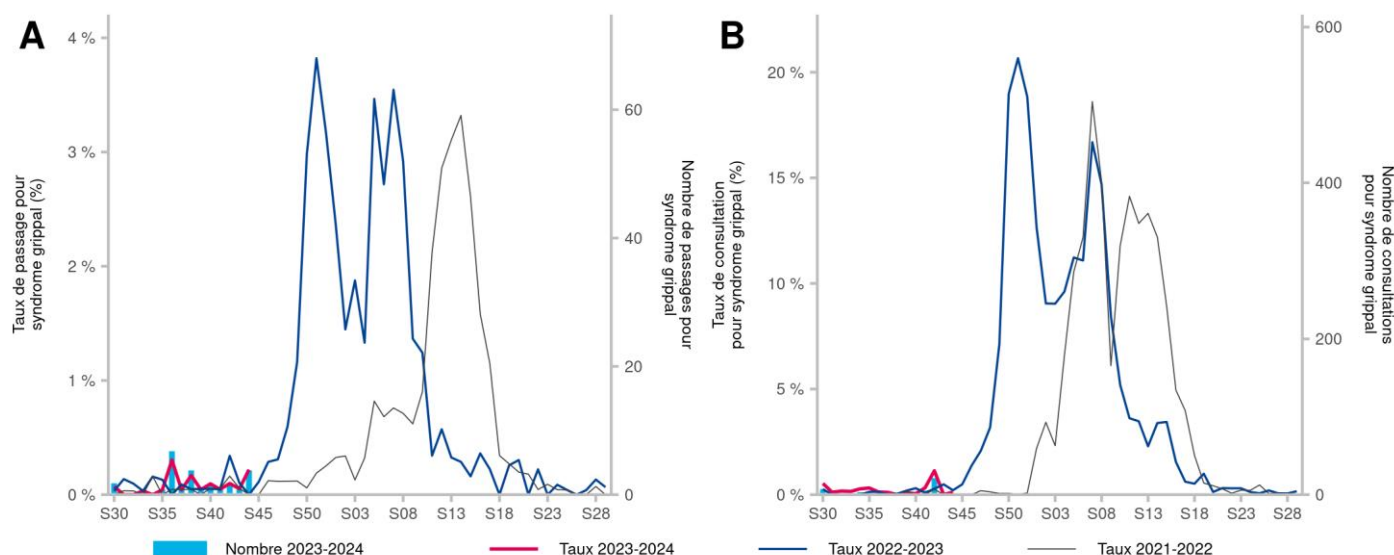 A
B
4 %
3 %
2 %
1 %
0 %
Taux de passage pour
syndrome grippal (%)
60
40
20
0
Nombre de passages pour
syndrome grippal
S30 S35 S40 S45 S50 S03 S08 S13 S18 S23 S28
20 %
15 %
10 %
5 %
0 %
Taux de consultation
pour syndrome grippal (%)
600
400
200
0
Nombre de consultations
pour syndrome grippal
S30 S35 S40 S45 S50 S03 S08 S13 S18 S23 S28
Nombre 2023-2024 Taux 2023-2024 Taux 2022-2023 Taux 2021-2022